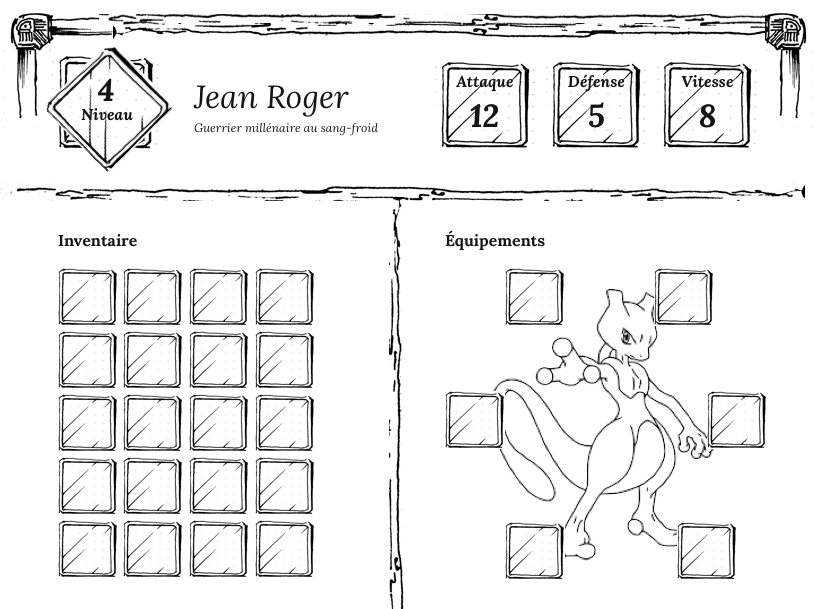 4
Niveau
Jean Roger
Guerrier millénaire au sang-froid
Attaque
12
Défense
5
Vitesse
8
Inventaire
Équipements